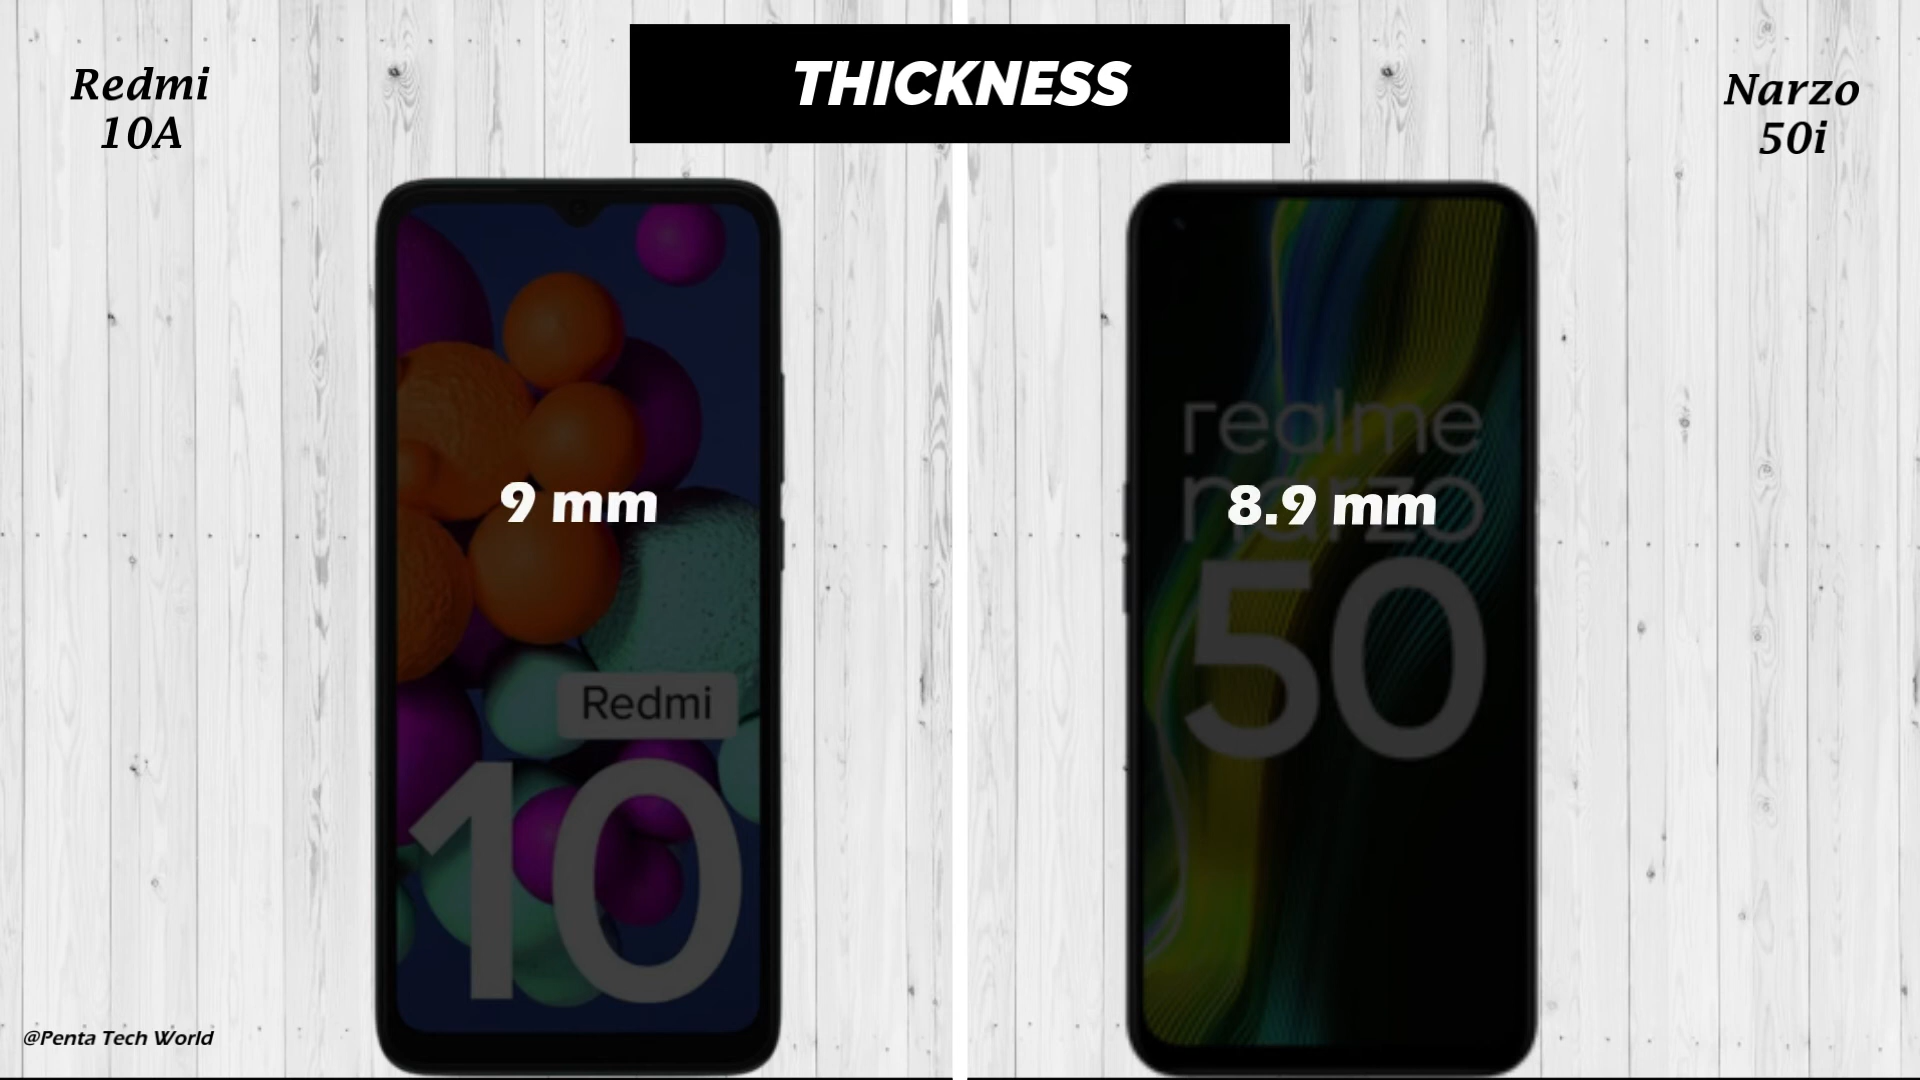 THICKNESS
Redmi
10A
Narzo
50i
9 mm
8.9 mm
realme
narzo
50
Redmi
10
@Penta Tech World